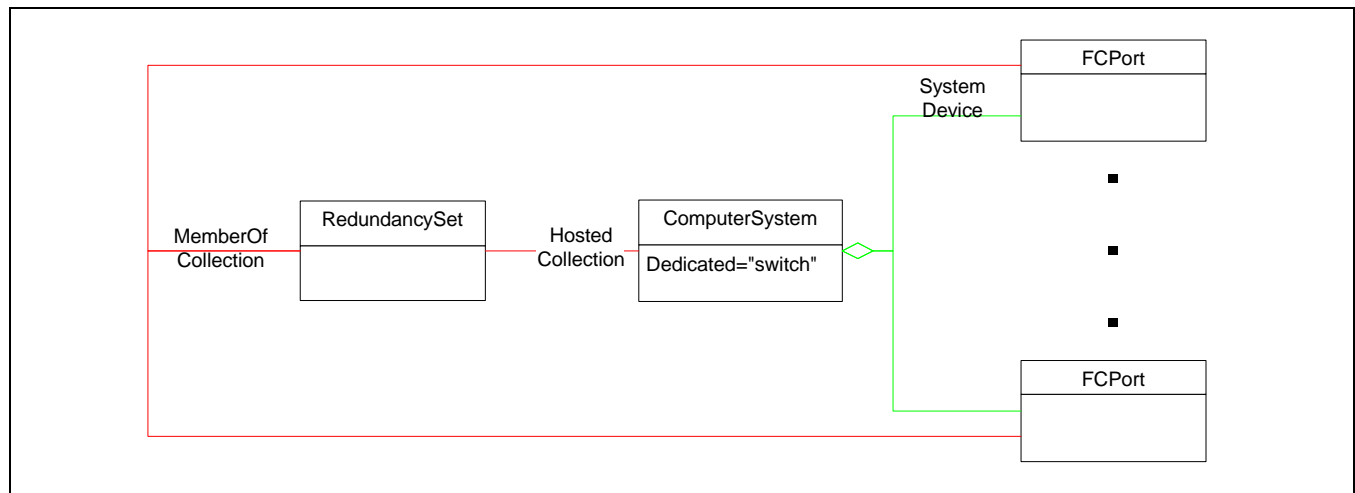 FCPort
System
Device
RedundancySet
ComputerSystem
MemberOf
Collection
Hosted
Collection
Dedicated="switch"
FCPort